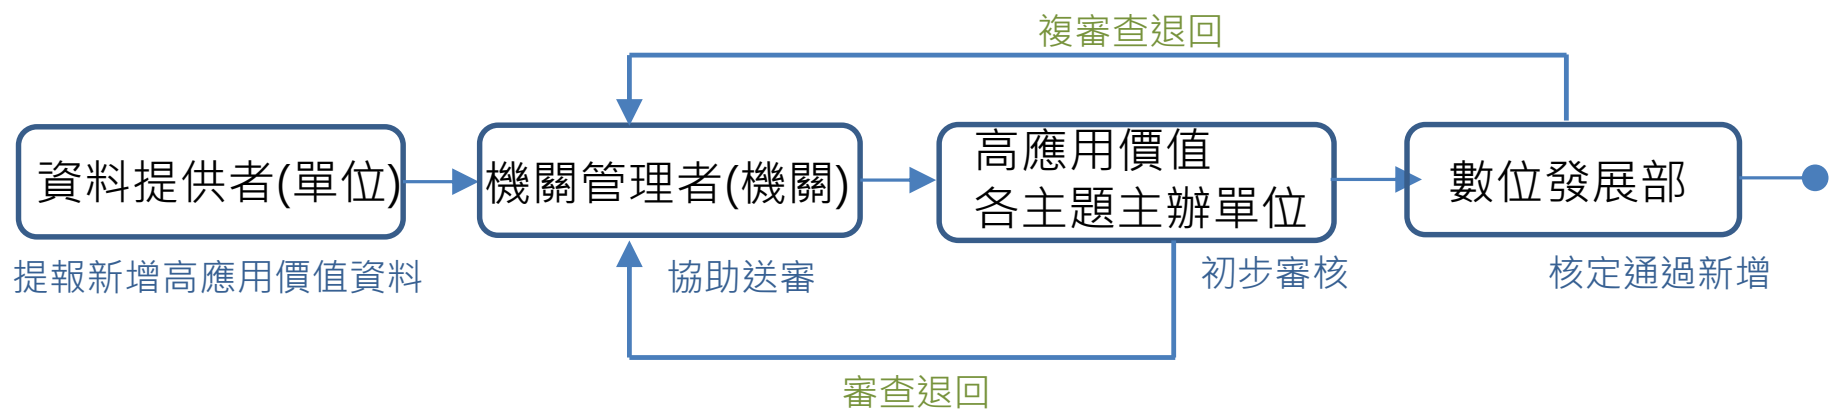 複審查退回
資料提供者(單位)
機關管理者(機關)
高應用價值
各主題主辦單位
數位發展部
提報新增高應用價值資料
協助送審
初步審核
核定通過新增
審查退回